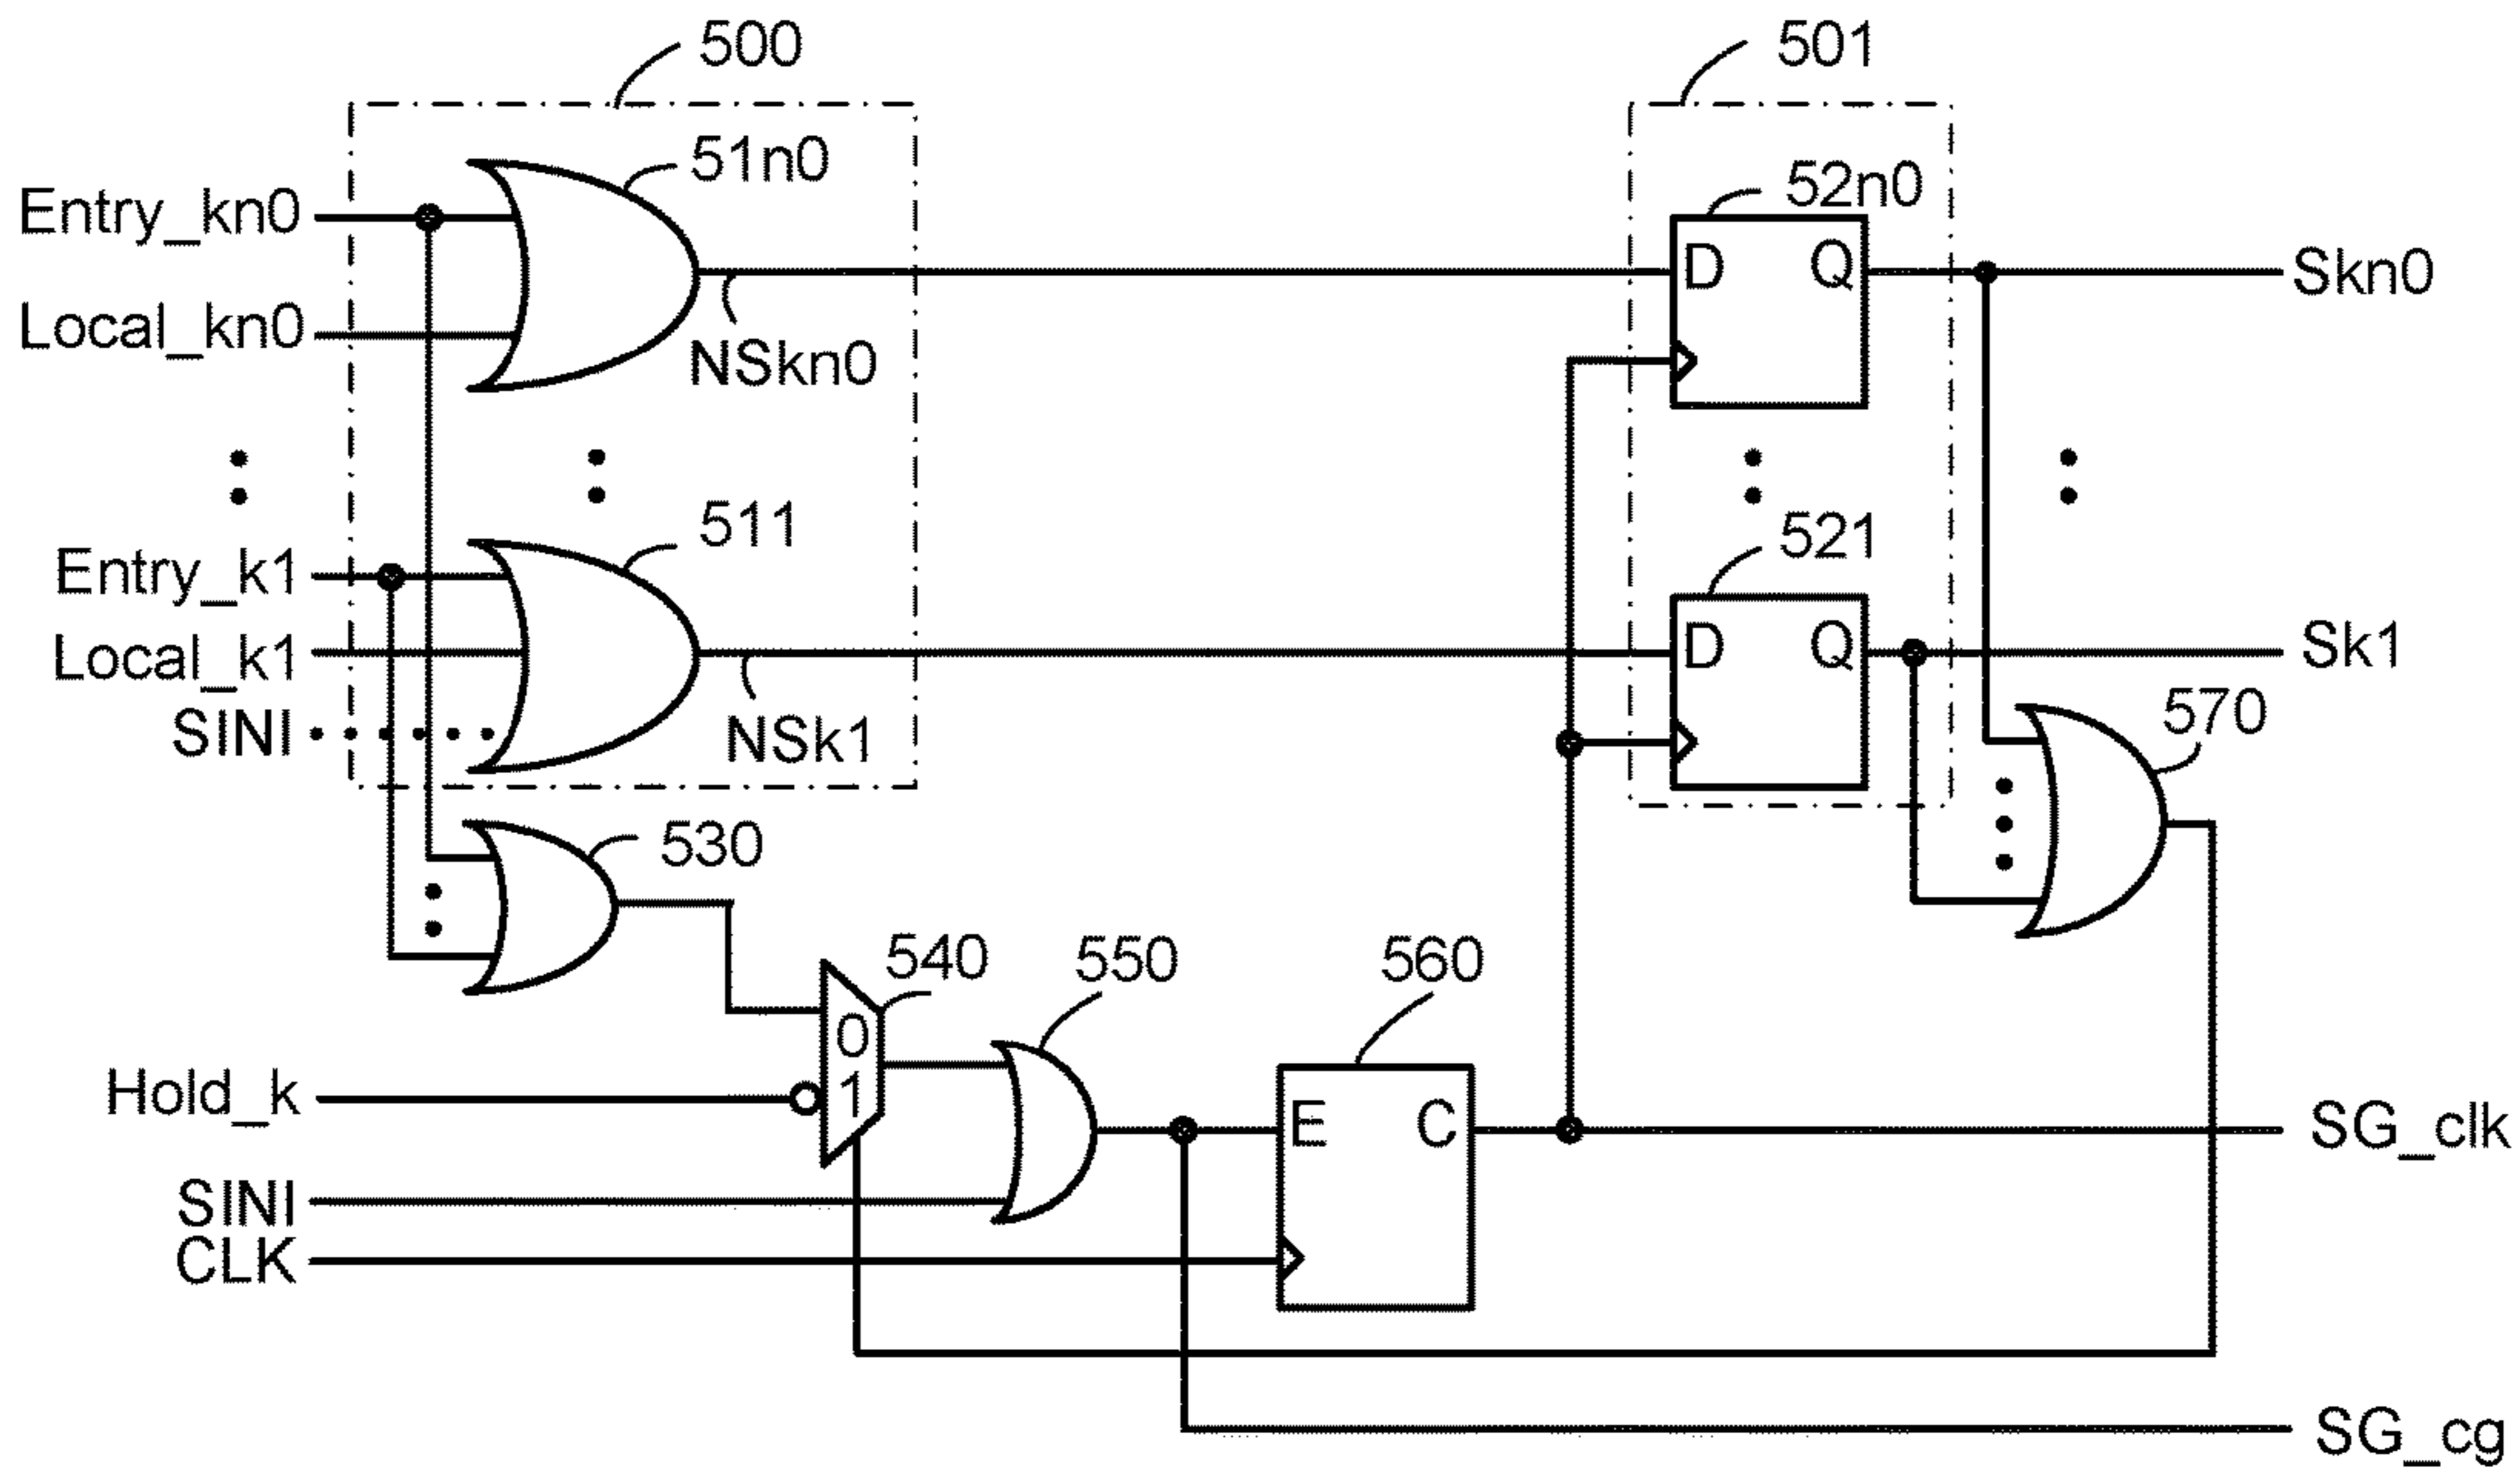 500
501
51n0
52n0
Entry_kn0
D Q
Skn0
Local_kn0
NSkn0
511
521
Entry_k1
Local_k1
D Q
Sk1
SINI
NSk1
570
530
540
550
560
0
1
Hold_k
E C
SG_clk
SINI
CLK
SG_cg